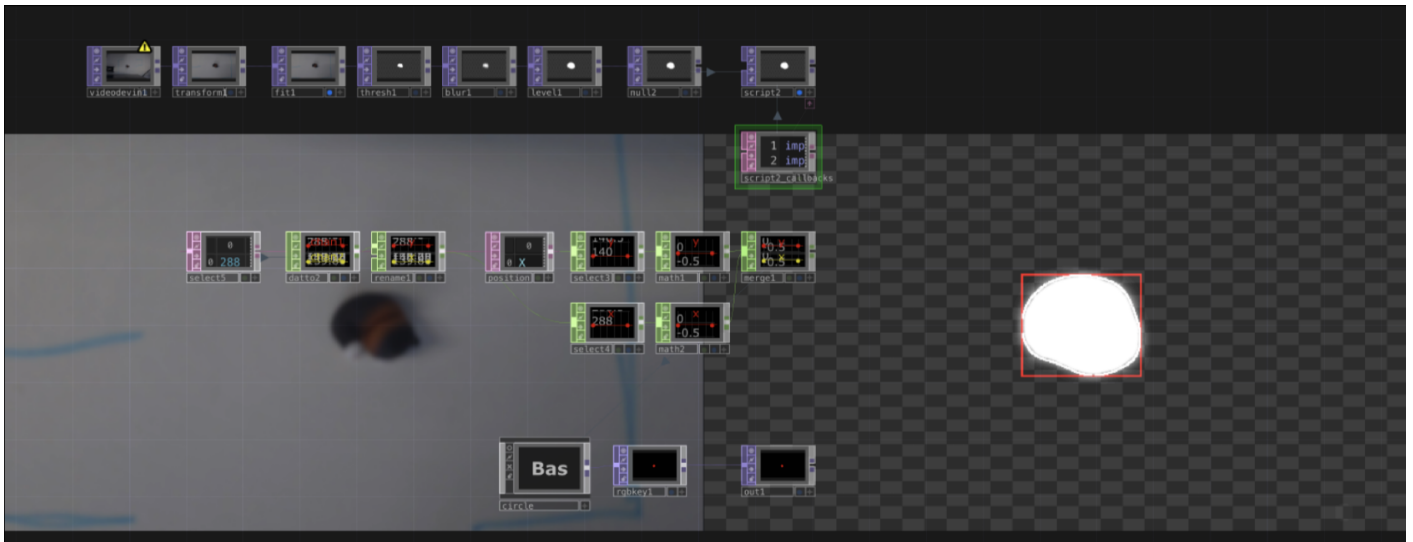 videodevin1 transform1 fit1 thresh1 blur1 level1 null2 script2
1 imp
2 imp
script2_callbacks
0
0 288
0
0 X
140
0 Y
-0.5
select5 datto2 rename1 position select3 math1 merge1
288
0 X
-0.5
select4 math2
Bas
circle rgbkey1 out1